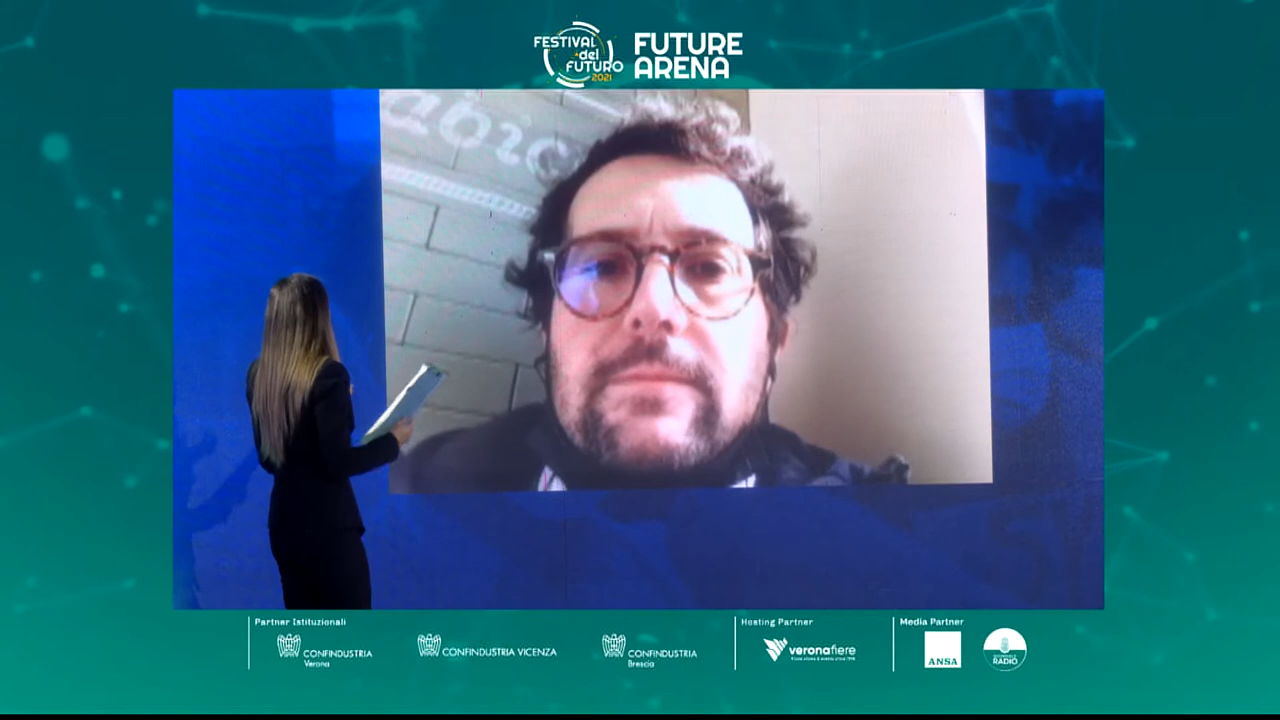 FESTIVAL
del
FUTURO
2021
FUTURE
ARENA
Partner Istituzionali
CONFINDUSTRIA
Verona
CONFINDUSTRIA VICENZA
CONFINDUSTRIA
Brescia
Hosting Partner
veronafiere
Media Partner
ANSA
RADIO